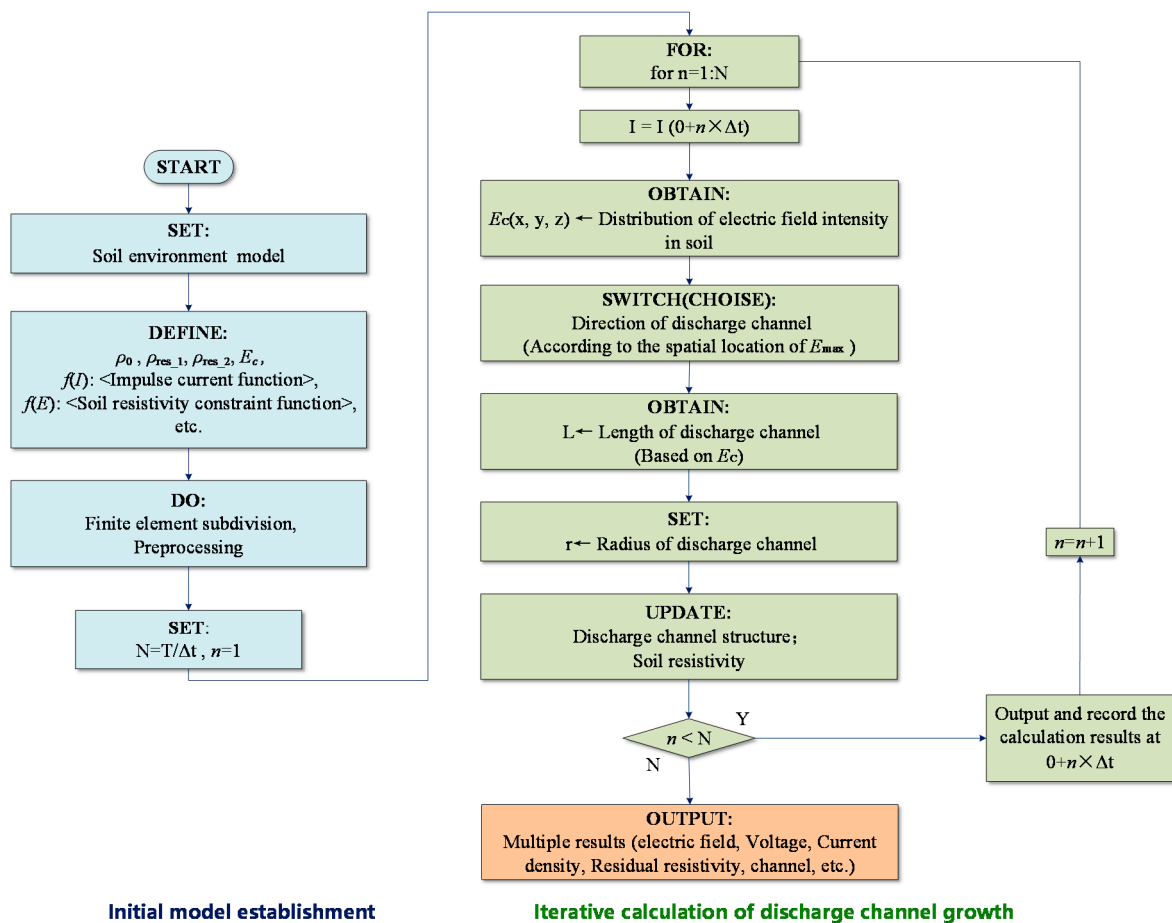 START
SET:
Soil environment model
DEFINE:
ρ0 , ρres_1, ρres_2, Ec,
f(I): <Impulse current function>,
f(E): <Soil resistivity constraint function>,
etc.
DO:
Finite element subdivision,
Preprocessing
SET:
N=T/Δt , n=1
Initial model establishment
FOR:
for n=1:N
I = I (0+n×Δt)
OBTAIN:
Ec(x, y, z) ← Distribution of electric field intensity
in soil
SWITCH(CHOISE):
Direction of discharge channel
(According to the spatial location of Emax )
OBTAIN:
L← Length of discharge channel
(Based on Ec)
SET:
r← Radius of discharge channel
UPDATE:
Discharge channel structure;
Soil resistivity
n < N
Y
N
Output and record the
calculation results at
0+n×Δt
n=n+1
OUTPUT:
Multiple results (electric field, Voltage, Current
density, Residual resistivity, channel, etc.)
Iterative calculation of discharge channel growth